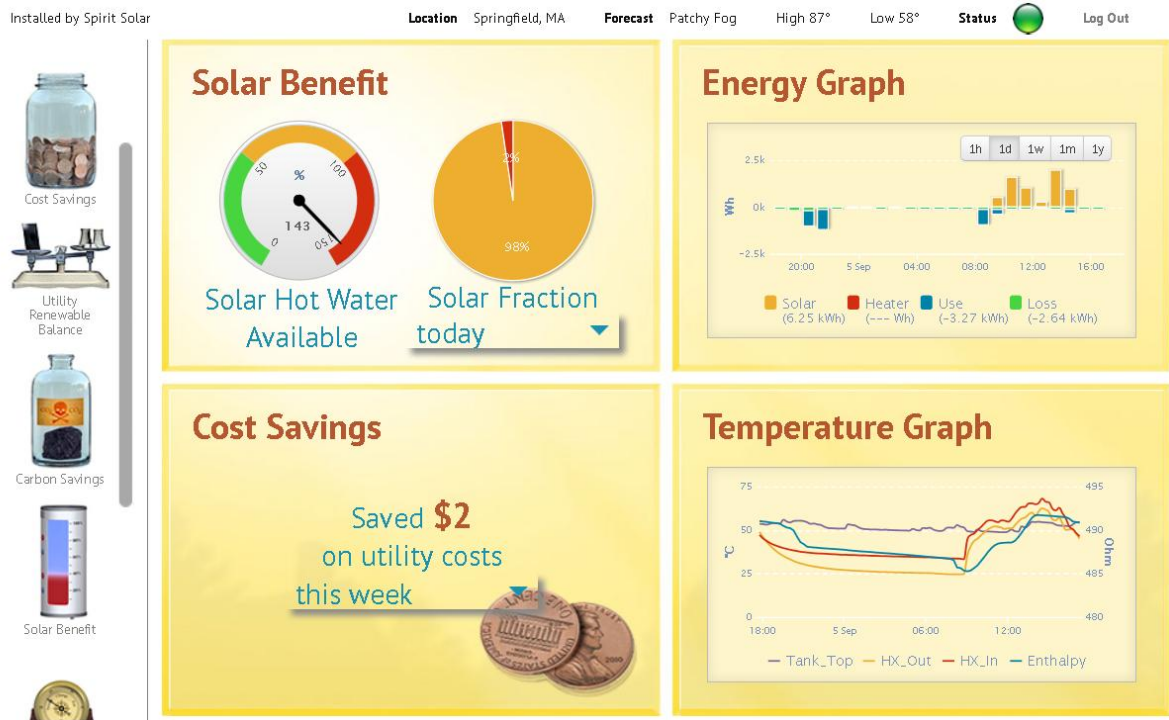 Installed by Spirit Solar
Location Springfield, MA Forecast Patchy Fog High 87° Low 58° Status Log Out
Cost Savings
Utility
Renewable
Balance
Carbon Savings
Solar Benefit
Solar Benefit
0
50
100
150
%
143
2%
98%
Solar Hot Water
Available
Solar Fraction
today
Energy Graph
1h 1d 1w 1m 1y
Wh
2.5k
0k
-2.5k
20:00 5 Sep 04:00 08:00 12:00 16:00
Solar Heater Use Loss
(6.25 kWh) (--- Wh) (-3.27 kWh) (-2.64 kWh)
Cost Savings
Saved $2
on utility costs
this week
ONE CENT
Temperature Graph
°C
75
50
25
0
495
490
485
480
Ohm
18:00 5 Sep 06:00 12:00
Tank_Top HX_Out HX_In Enthalpy